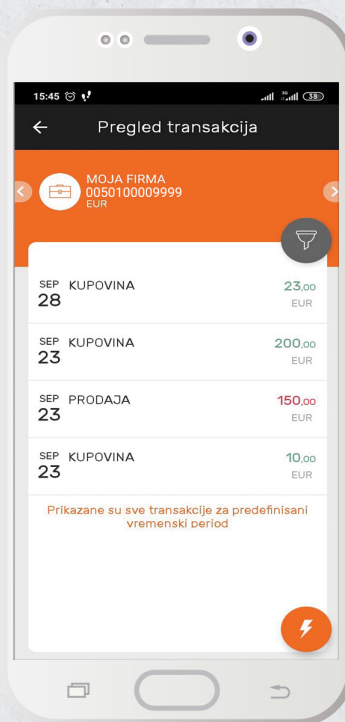 15:45
3G
38
Pregled transakcija
MOJA FIRMA
0050100009999
EUR
SEP KUPOVINA 23,00
28 EUR
SEP KUPOVINA 200,00
23 EUR
SEP PRODAJA 150,00
23 EUR
SEP KUPOVINA 10,00
23 EUR
Prikazane su sve transakcije za predefinisani
vremenski period